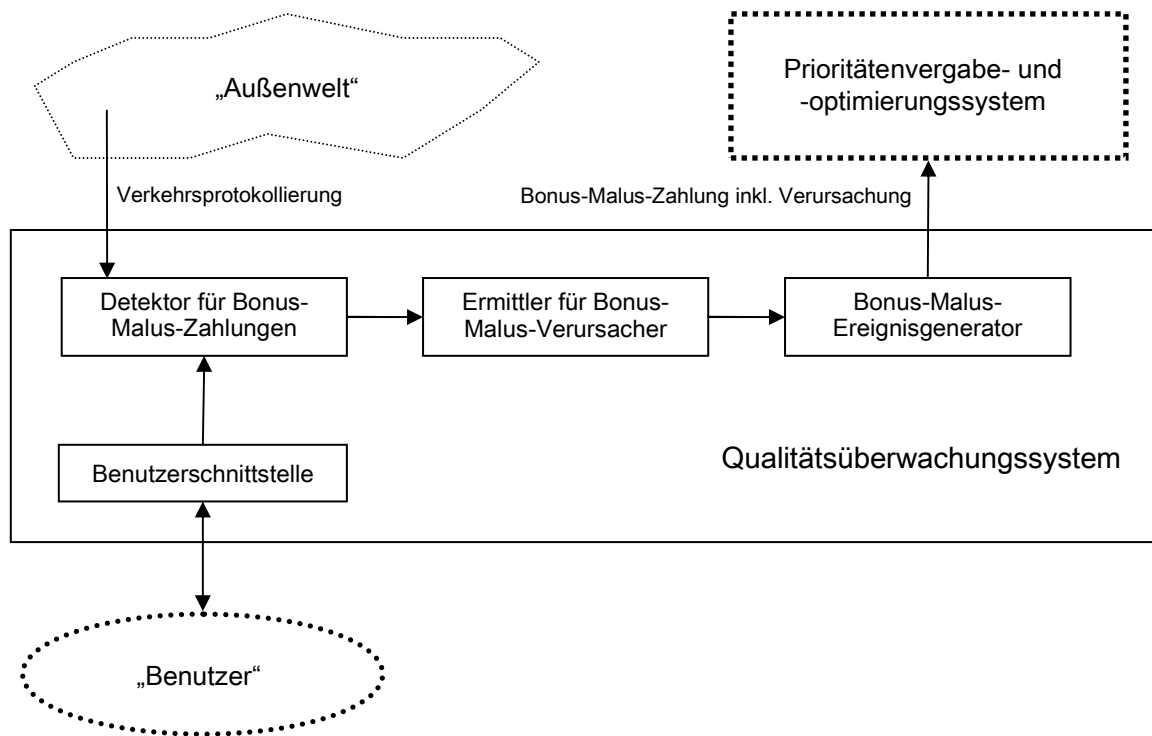 „Außenwelt“
Prioritätenvergabe- und
-optimierungssystem
Verkehrsprotokollierung
Bonus-Malus-Zahlung inkl. Verursachung
Detektor für Bonus-
Malus-Zahlungen
Ermittler für Bonus-
Malus-Verursacher
Bonus-Malus-
Ereignisgenerator
Benutzerschnittstelle
Qualitätsüberwachungssystem
„Benutzer“